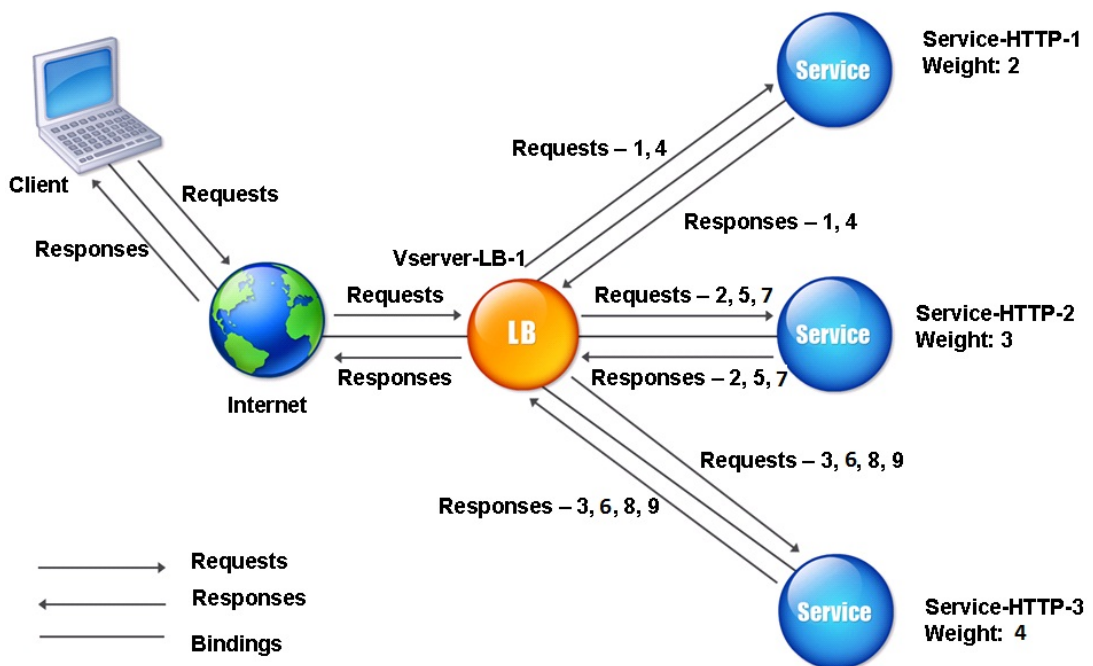 Service-HTTP-1
Weight: 2
Service
Requests – 1, 4
Client
Requests
Responses
Responses – 1, 4
Vserver-LB-1
Requests
Requests – 2, 5, 7
Service-HTTP-2
Weight: 3
LB
Service
Responses
Responses – 2, 5, 7
Internet
Requests – 3, 6, 8, 9
Responses – 3, 6, 8, 9
Requests
Responses
Bindings
Service
Service-HTTP-3
Weight: 4